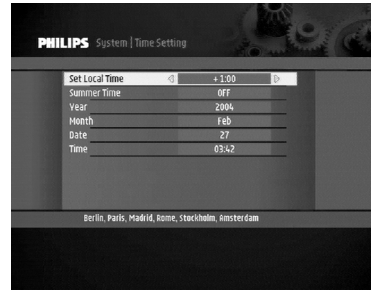 PHILIPS System | Time Setting
Set Local Time + 1:00
Summer Time OFF
Year 2004
Month Feb
Date 27
Time 03:42
Berlin, Paris, Madrid, Rome, Stockholm, Amsterdam